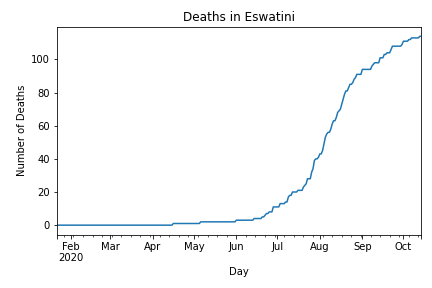 Deaths in Eswatini
Number of Deaths
100
80
60
40
20
0
Feb Mar Apr May Jun Jul Aug Sep Oct
2020
Day